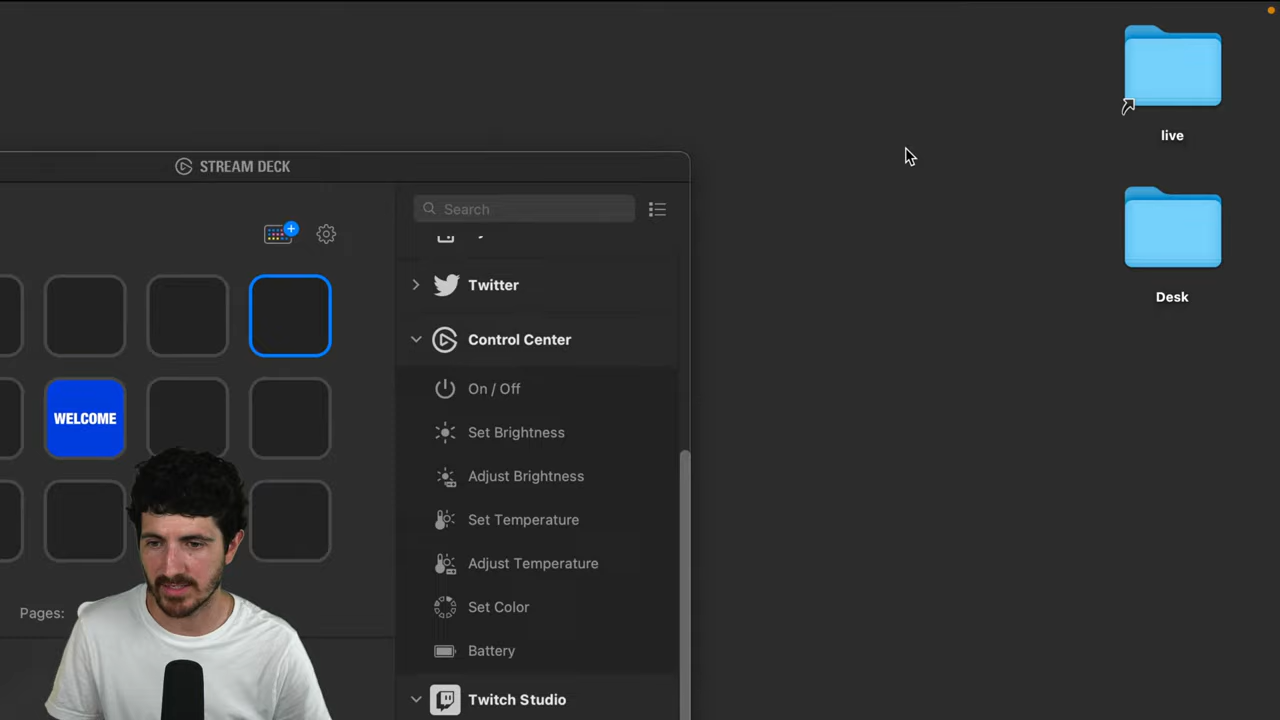 STREAM DECK
live
Search
Twitter
Desk
Control Center
On / Off
WELCOME
Set Brightness
Adjust Brightness
Set Temperature
Adjust Temperature
Pages:
Set Color
Battery
Twitch Studio